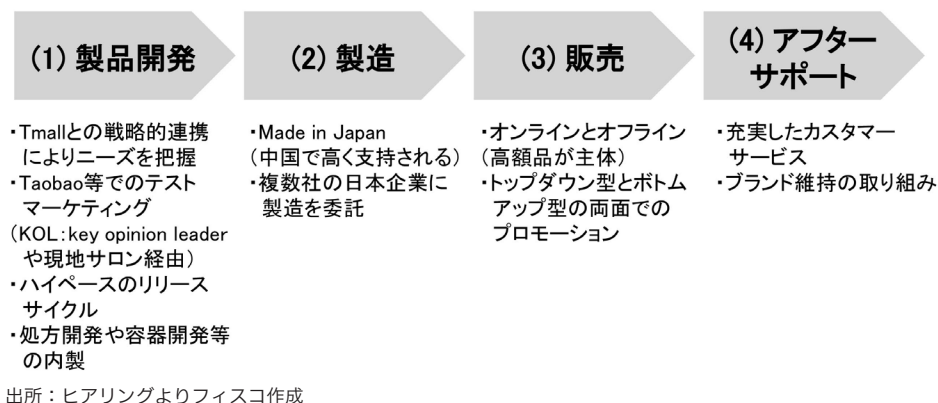 (1) 製品開発
・Tmallとの戦略的連携
によりニーズを把握
・Taobao等でのテスト
マーケティング
(KOL:key opinion leader
や現地サロン経由)
・ハイペースのリリース
サイクル
・処方開発や容器開発等
の内製
(2) 製造
・Made in Japan
(中国で高く支持される)
・複数社の日本企業に
製造を委託
(3) 販売
・オンラインとオフライン
(高額品が主体)
・トップダウン型とボトム
アップ型の両面での
プロモーション
(4) アフター
サポート
・充実したカスタマー
サービス
・ブランド維持の取り組み
出所：ヒアリングよりフィスコ作成